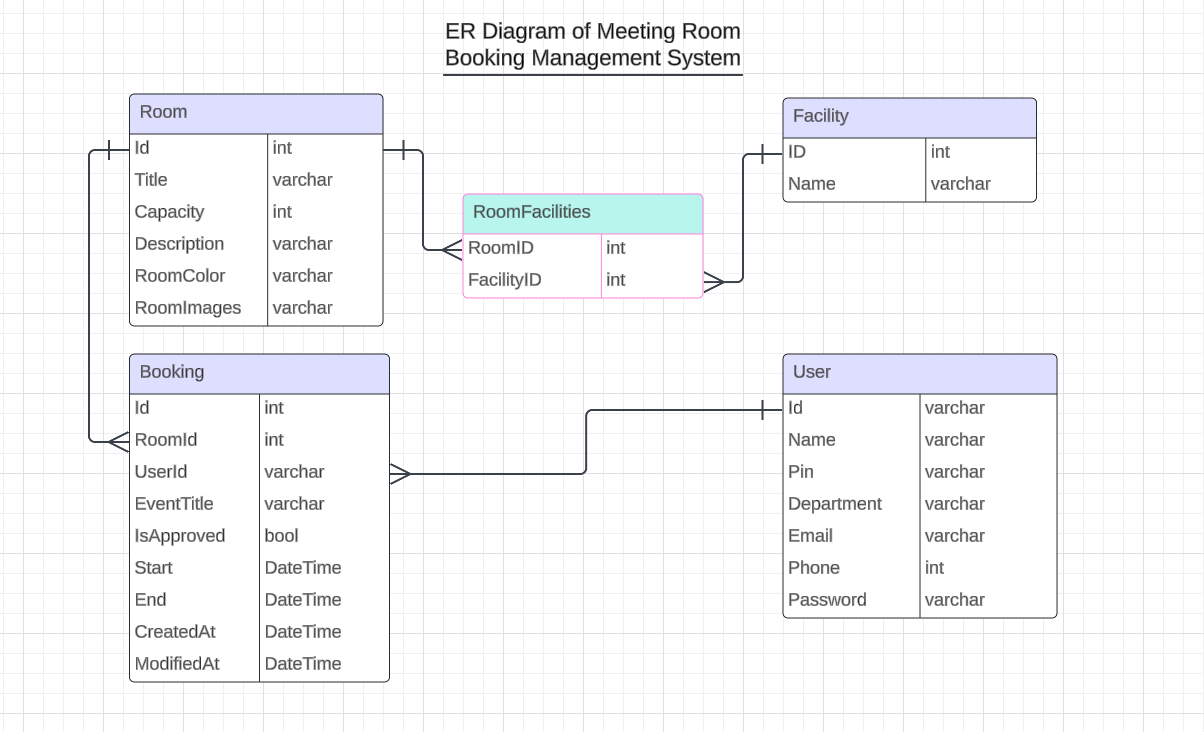 ER Diagram of Meeting Room
Booking Management System
Room
Id int
Title varchar
Capacity int
Description varchar
RoomColor varchar
RoomImages varchar
Facility
ID int
Name varchar
RoomFacilities
RoomID int
FacilityID int
Booking
Id int
RoomId int
UserId varchar
EventTitle varchar
IsApproved bool
Start DateTime
End DateTime
CreatedAt DateTime
ModifiedAt DateTime
User
Id varchar
Name varchar
Pin varchar
Department varchar
Email varchar
Phone int
Password varchar